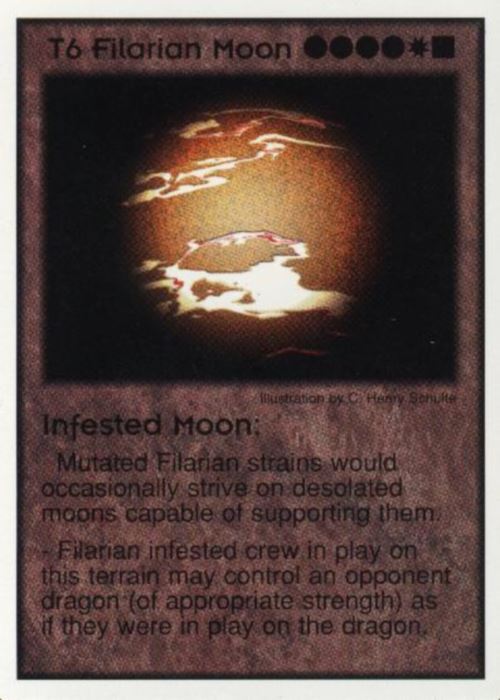 T6 Filarian Moon
Illustration by C. Henry Schulte
Infested Moon:
Mutated Filarian strains would
occasionally strive on desolated
moons capable of supporting them.
- Filarian infested crew in play on
this terrain may control an opponent
dragon (of appropriate strength) as
if they were in play on the dragon.